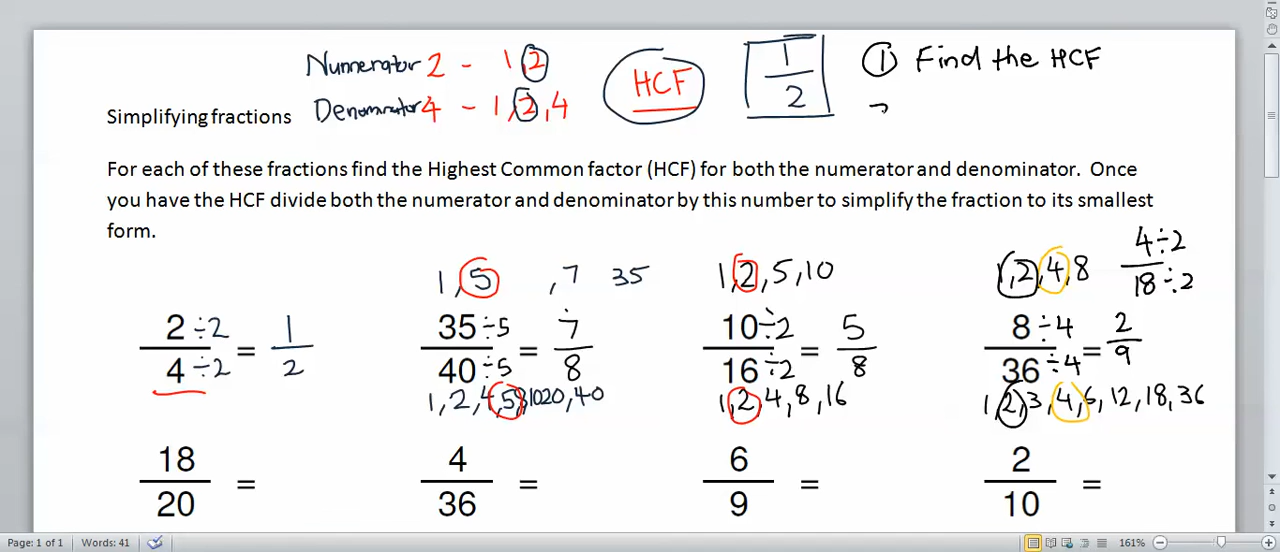 Numerator 2 - 1,2
Denominator 4 - 1,2,4
HCF
1
2
① Find the HCF
Simplifying fractions
For each of these fractions find the Highest Common factor (HCF) for both the numerator and denominator. Once
you have the HCF divide both the numerator and denominator by this number to simplify the fraction to its smallest
form.
1, 5 , 7 35
1,2,5,10
1,2,4,8
4÷2
18÷2
2÷2 = 1
4÷2 2
35÷5 = 7
40÷5 8
10÷2 = 5
16÷2 8
8÷4 = 2
36÷4 9
1,2,4,5,8,10 20,40
1,2,4,8,16
1,2,3,4,6,12,18,36
18
20 =
4
36 =
6
9 =
2
10 =
Page: 1 of 1 Words: 41 161%